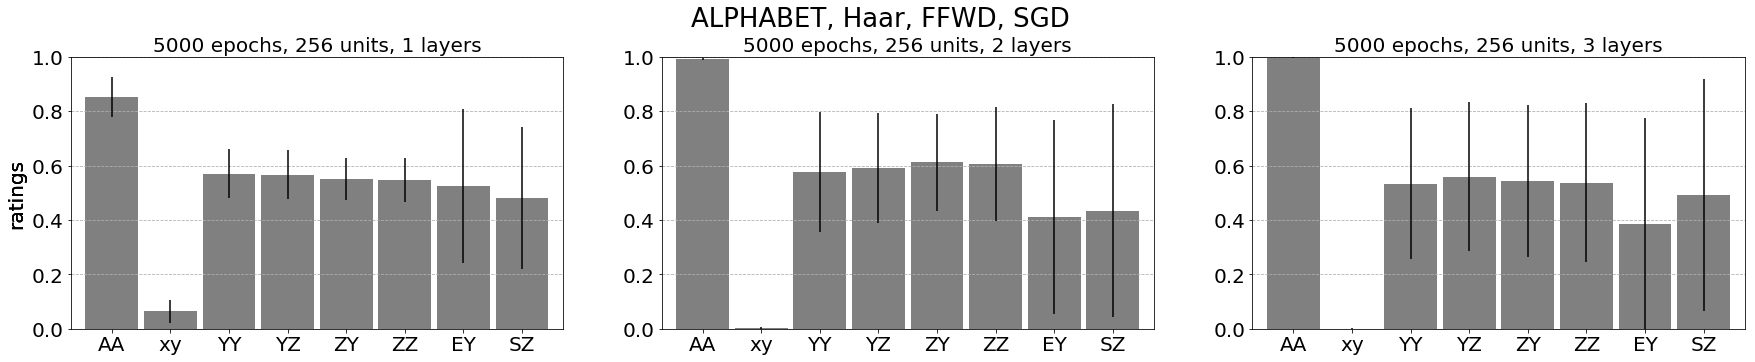 ALPHABET, Haar, FFWD, SGD
5000 epochs, 256 units, 1 layers
ratings
1.0
0.8
0.6
0.4
0.2
0.0
AA xy YY YZ ZY ZZ EY SZ
5000 epochs, 256 units, 2 layers
1.0
0.8
0.6
0.4
0.2
0.0
AA xy YY YZ ZY ZZ EY SZ
5000 epochs, 256 units, 3 layers
1.0
0.8
0.6
0.4
0.2
0.0
AA xy YY YZ ZY ZZ EY SZ